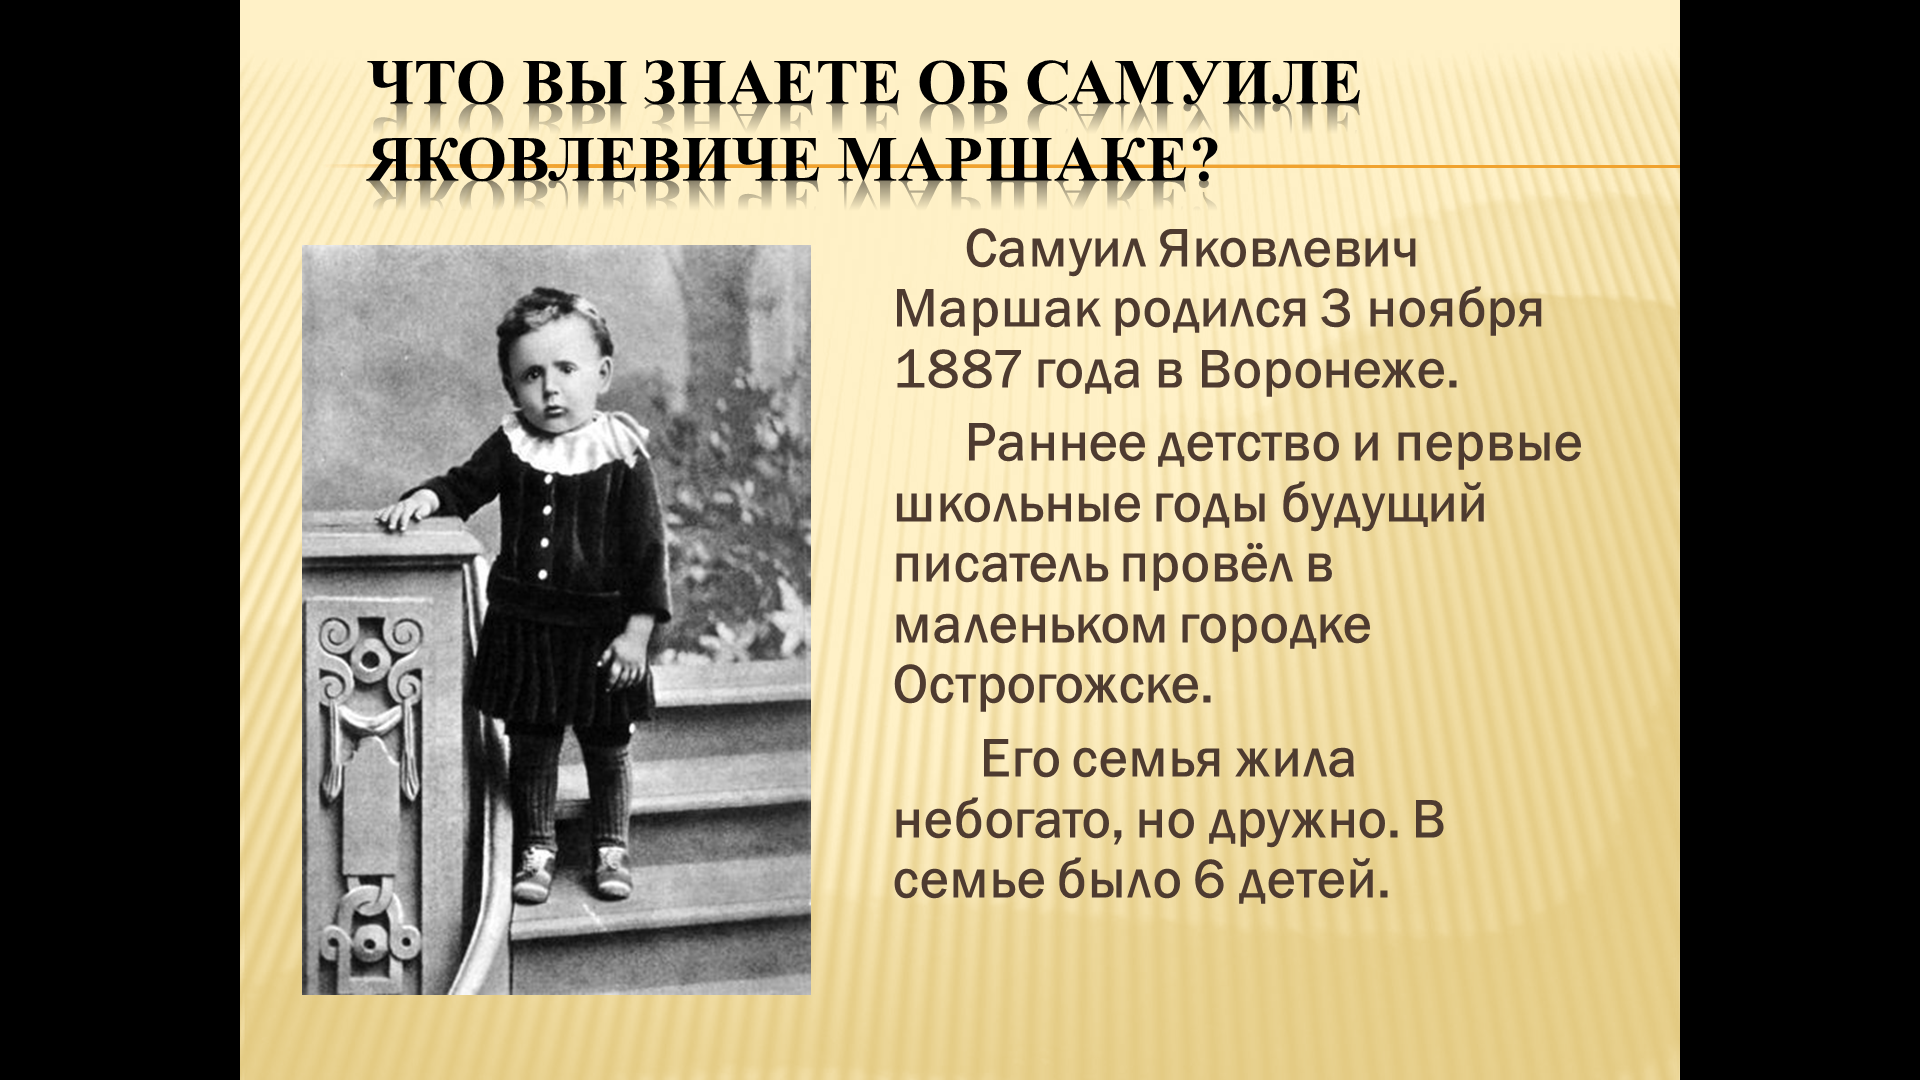 ЧТО ВЫ ЗНАЕТЕ ОБ САМУИЛЕ
ЯКОВЛЕВИЧЕ МАРШАКЕ?
Самуил Яковлевич
Маршак родился 3 ноября
1887 года в Воронеже.
Раннее детство и первые
школьные годы будущий
писатель провёл в
маленьком городке
Острогожске.
Его семья жила
небогато, но дружно. В
семье было 6 детей.